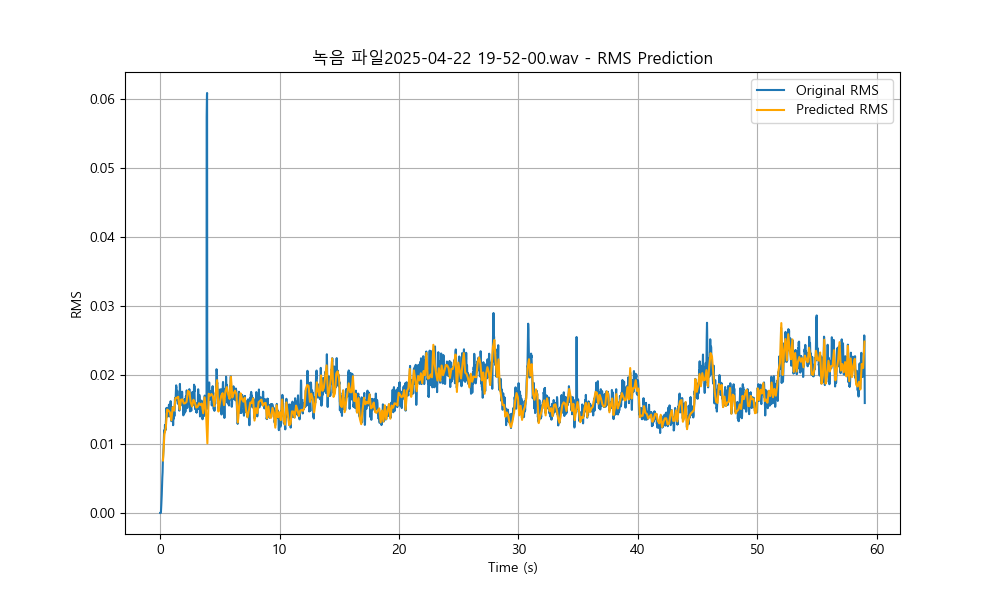 녹음 파일2025-04-22 19-52-00.wav - RMS Prediction
Original RMS
Predicted RMS
0.06
0.05
0.04
0.03
0.02
0.01
0.00
RMS
0 10 20 30 40 50 60
Time (s)